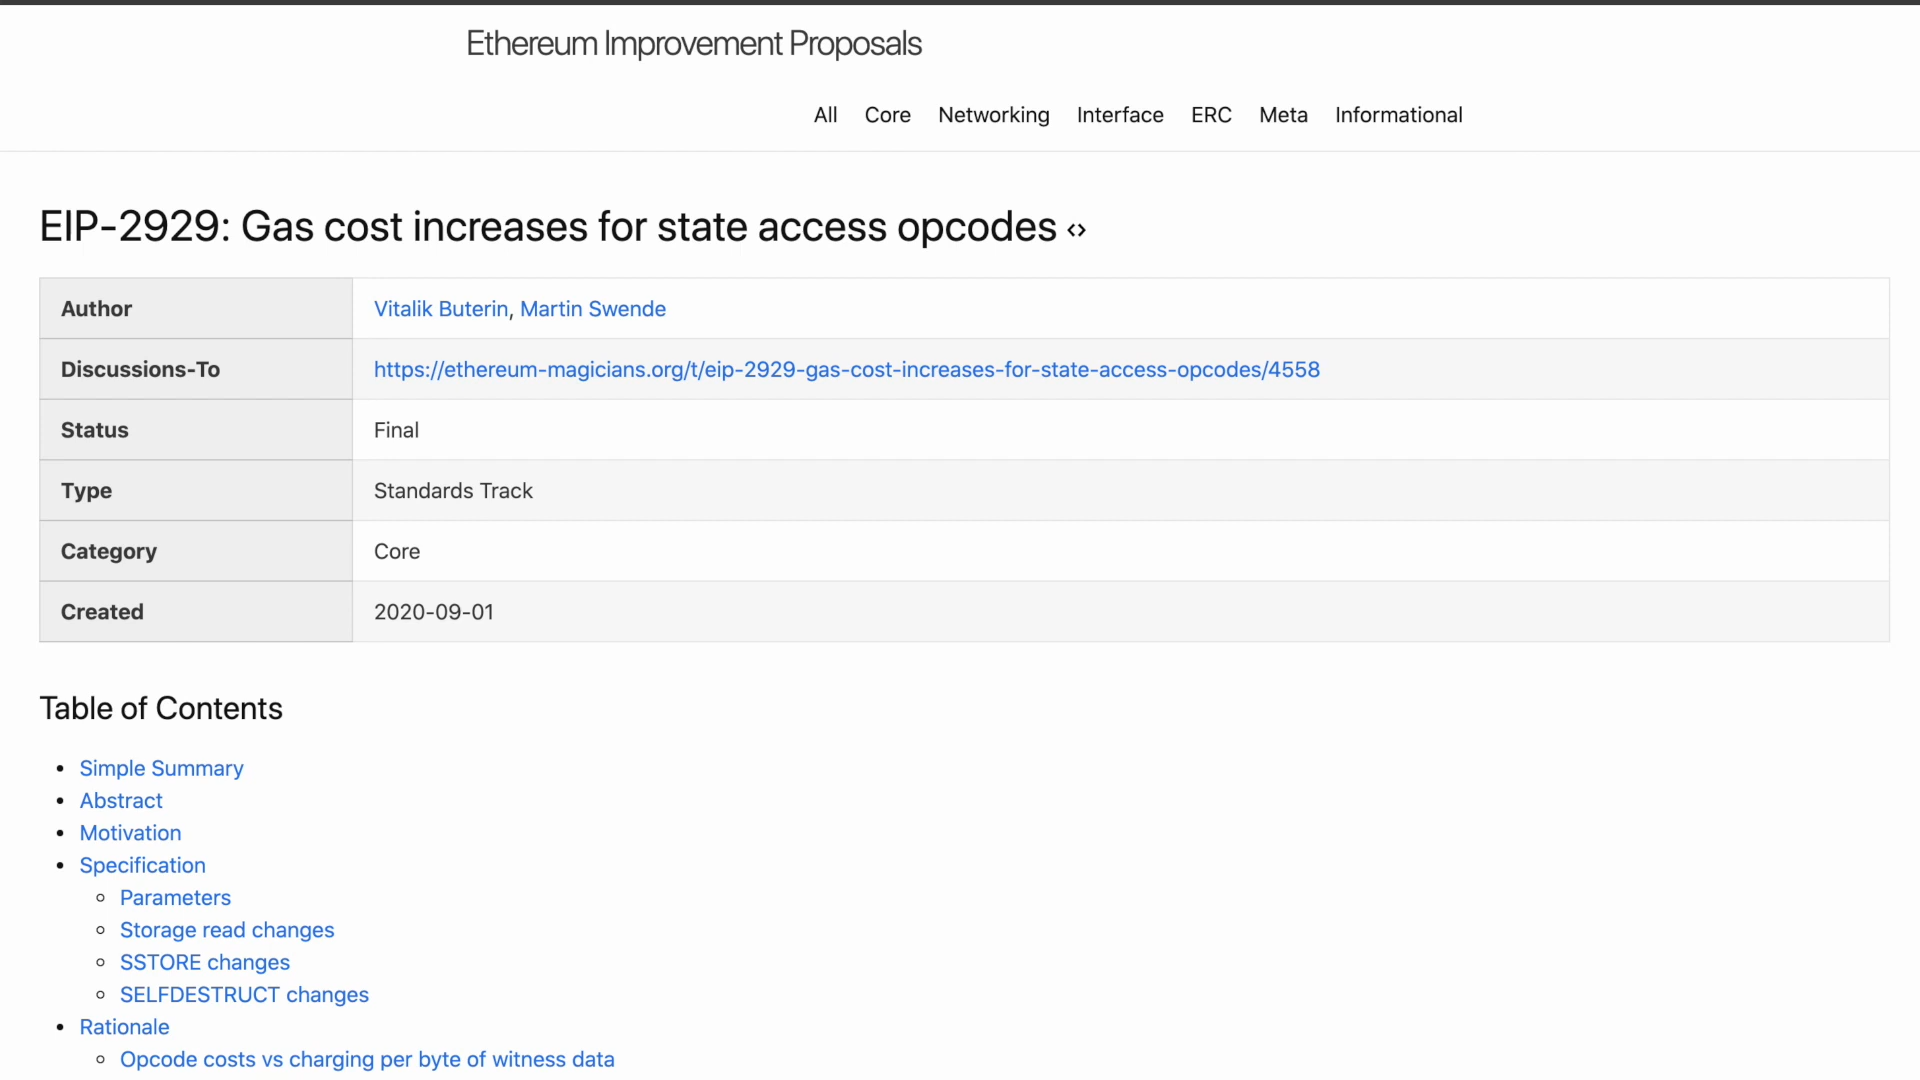 Ethereum Improvement Proposals
All Core Networking Interface ERC Meta Informational
EIP-2929: Gas cost increases for state access opcodes <>
Author Vitalik Buterin, Martin Swende
Discussions-To https://ethereum-magicians.org/t/eip-2929-gas-cost-increases-for-state-access-opcodes/4558
Status Final
Type Standards Track
Category Core
Created 2020-09-01
Table of Contents
Simple Summary
Abstract
Motivation
Specification
Parameters
Storage read changes
SSTORE changes
SELFDESTRUCT changes
Rationale
Opcode costs vs charging per byte of witness data